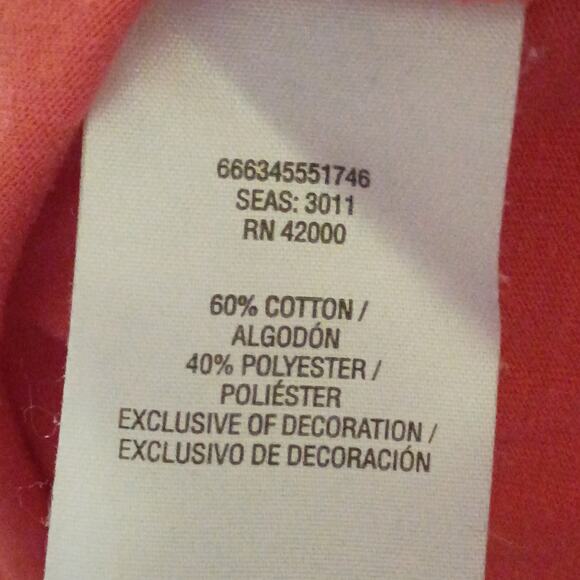 666345551746
SEAS: 3011
RN 42000
60% COTTON /
ALGODÓN
40% POLYESTER /
POLIÉSTER
EXCLUSIVE OF DECORATION /
EXCLUSIVO DE DECORACIÓN